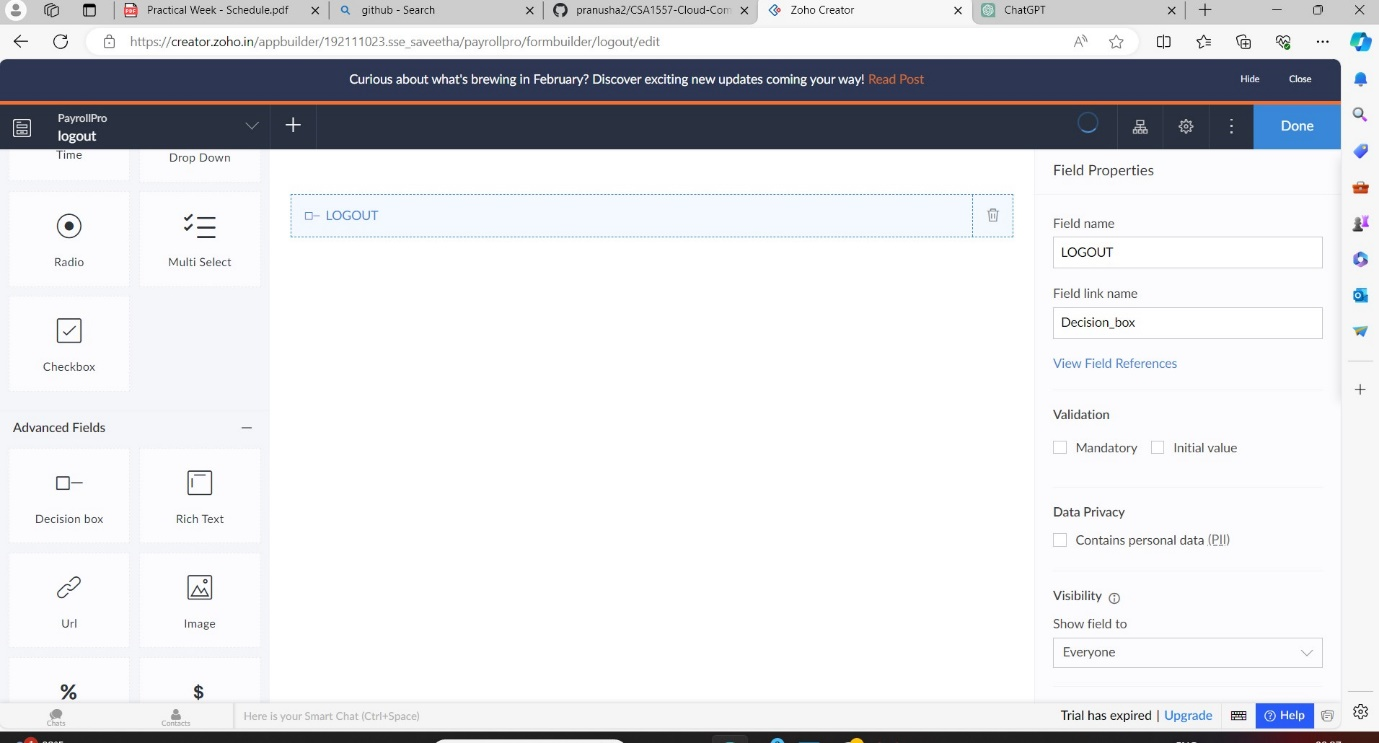 Practical Week - Schedule.pdf
github - Search
pranusha2/CSA1557-Cloud-Com
Zoho Creator
ChatGPT
https://creator.zoho.in/appbuilder/192111023.sse_saveetha/payrollpro/formbuilder/logout/edit
Curious about what's brewing in February? Discover exciting new updates coming your way! Read Post
Hide
Close
PayrollPro
logout
Done
Time
Drop Down
Radio
Multi Select
Checkbox
Advanced Fields
Decision box
Rich Text
Url
Image
%
$
LOGOUT
Field Properties
Field name
LOGOUT
Field link name
Decision_box
View Field References
Validation
Mandatory
Initial value
Data Privacy
Contains personal data (PII)
Visibility
Show field to
Everyone
Chats
Contacts
Here is your Smart Chat (Ctrl+Space)
Trial has expired | Upgrade
Help